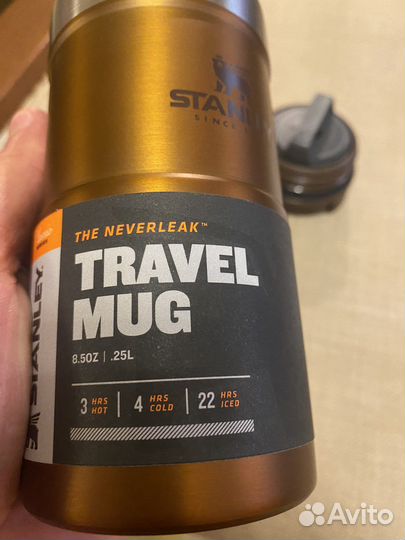 STANLEY
SINCE
THE NEVERLEAK™
TRAVEL
MUG
8.5OZ | .25L
3 HRS HOT | 4 HRS COLD | 22 HRS ICED
STANLEY
Avito